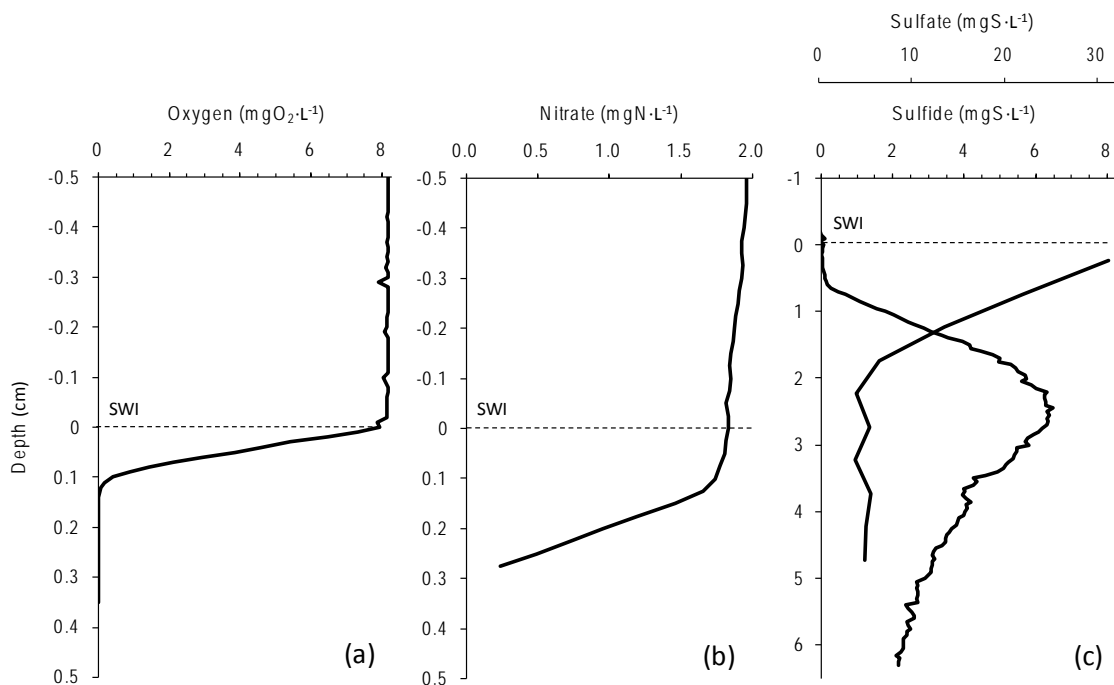 Sulfate (mgS·L⁻¹)
0 10 20 30
Oxygen (mgO₂·L⁻¹)
0 2 4 6 8
Nitrate (mgN·L⁻¹)
0.0 0.5 1.0 1.5 2.0
Sulfide (mgS·L⁻¹)
0 2 4 6 8
Depth (cm)
-0.5
-0.4
-0.3
-0.2
-0.1
0
0.1
0.2
0.3
0.4
0.5
SWI
(a)
-0.5
-0.4
-0.3
-0.2
-0.1
0
0.1
0.2
0.3
0.4
0.5
SWI
(b)
-1
0
1
2
3
4
5
6
SWI
(c)